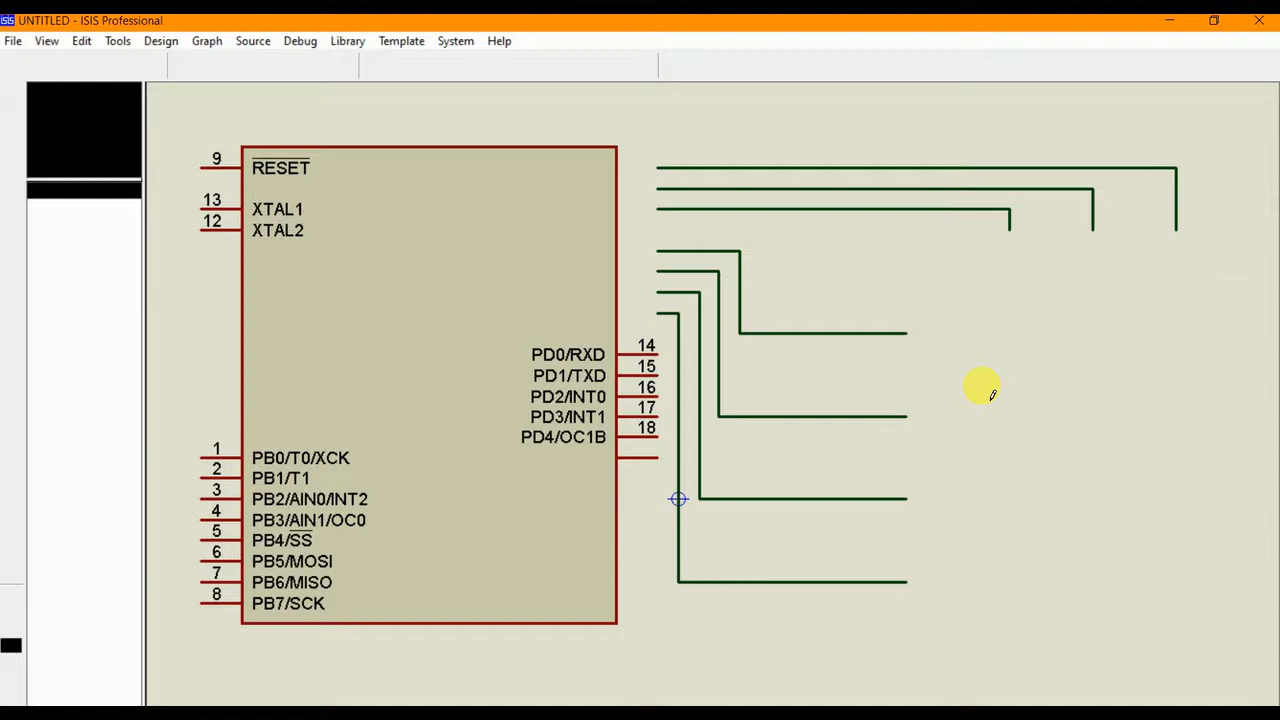 UNTITLED - ISIS Professional
File View Edit Tools Design Graph Source Debug Library Template System Help
9 RESET
13 XTAL1
12 XTAL2
PD0/RXD 14
PD1/TXD 15
PD2/INT0 16
PD3/INT1 17
PD4/OC1B 18
1 PB0/T0/XCK
2 PB1/T1
3 PB2/AIN0/INT2
4 PB3/AIN1/OC0
5 PB4/SS
6 PB5/MOSI
7 PB6/MISO
8 PB7/SCK